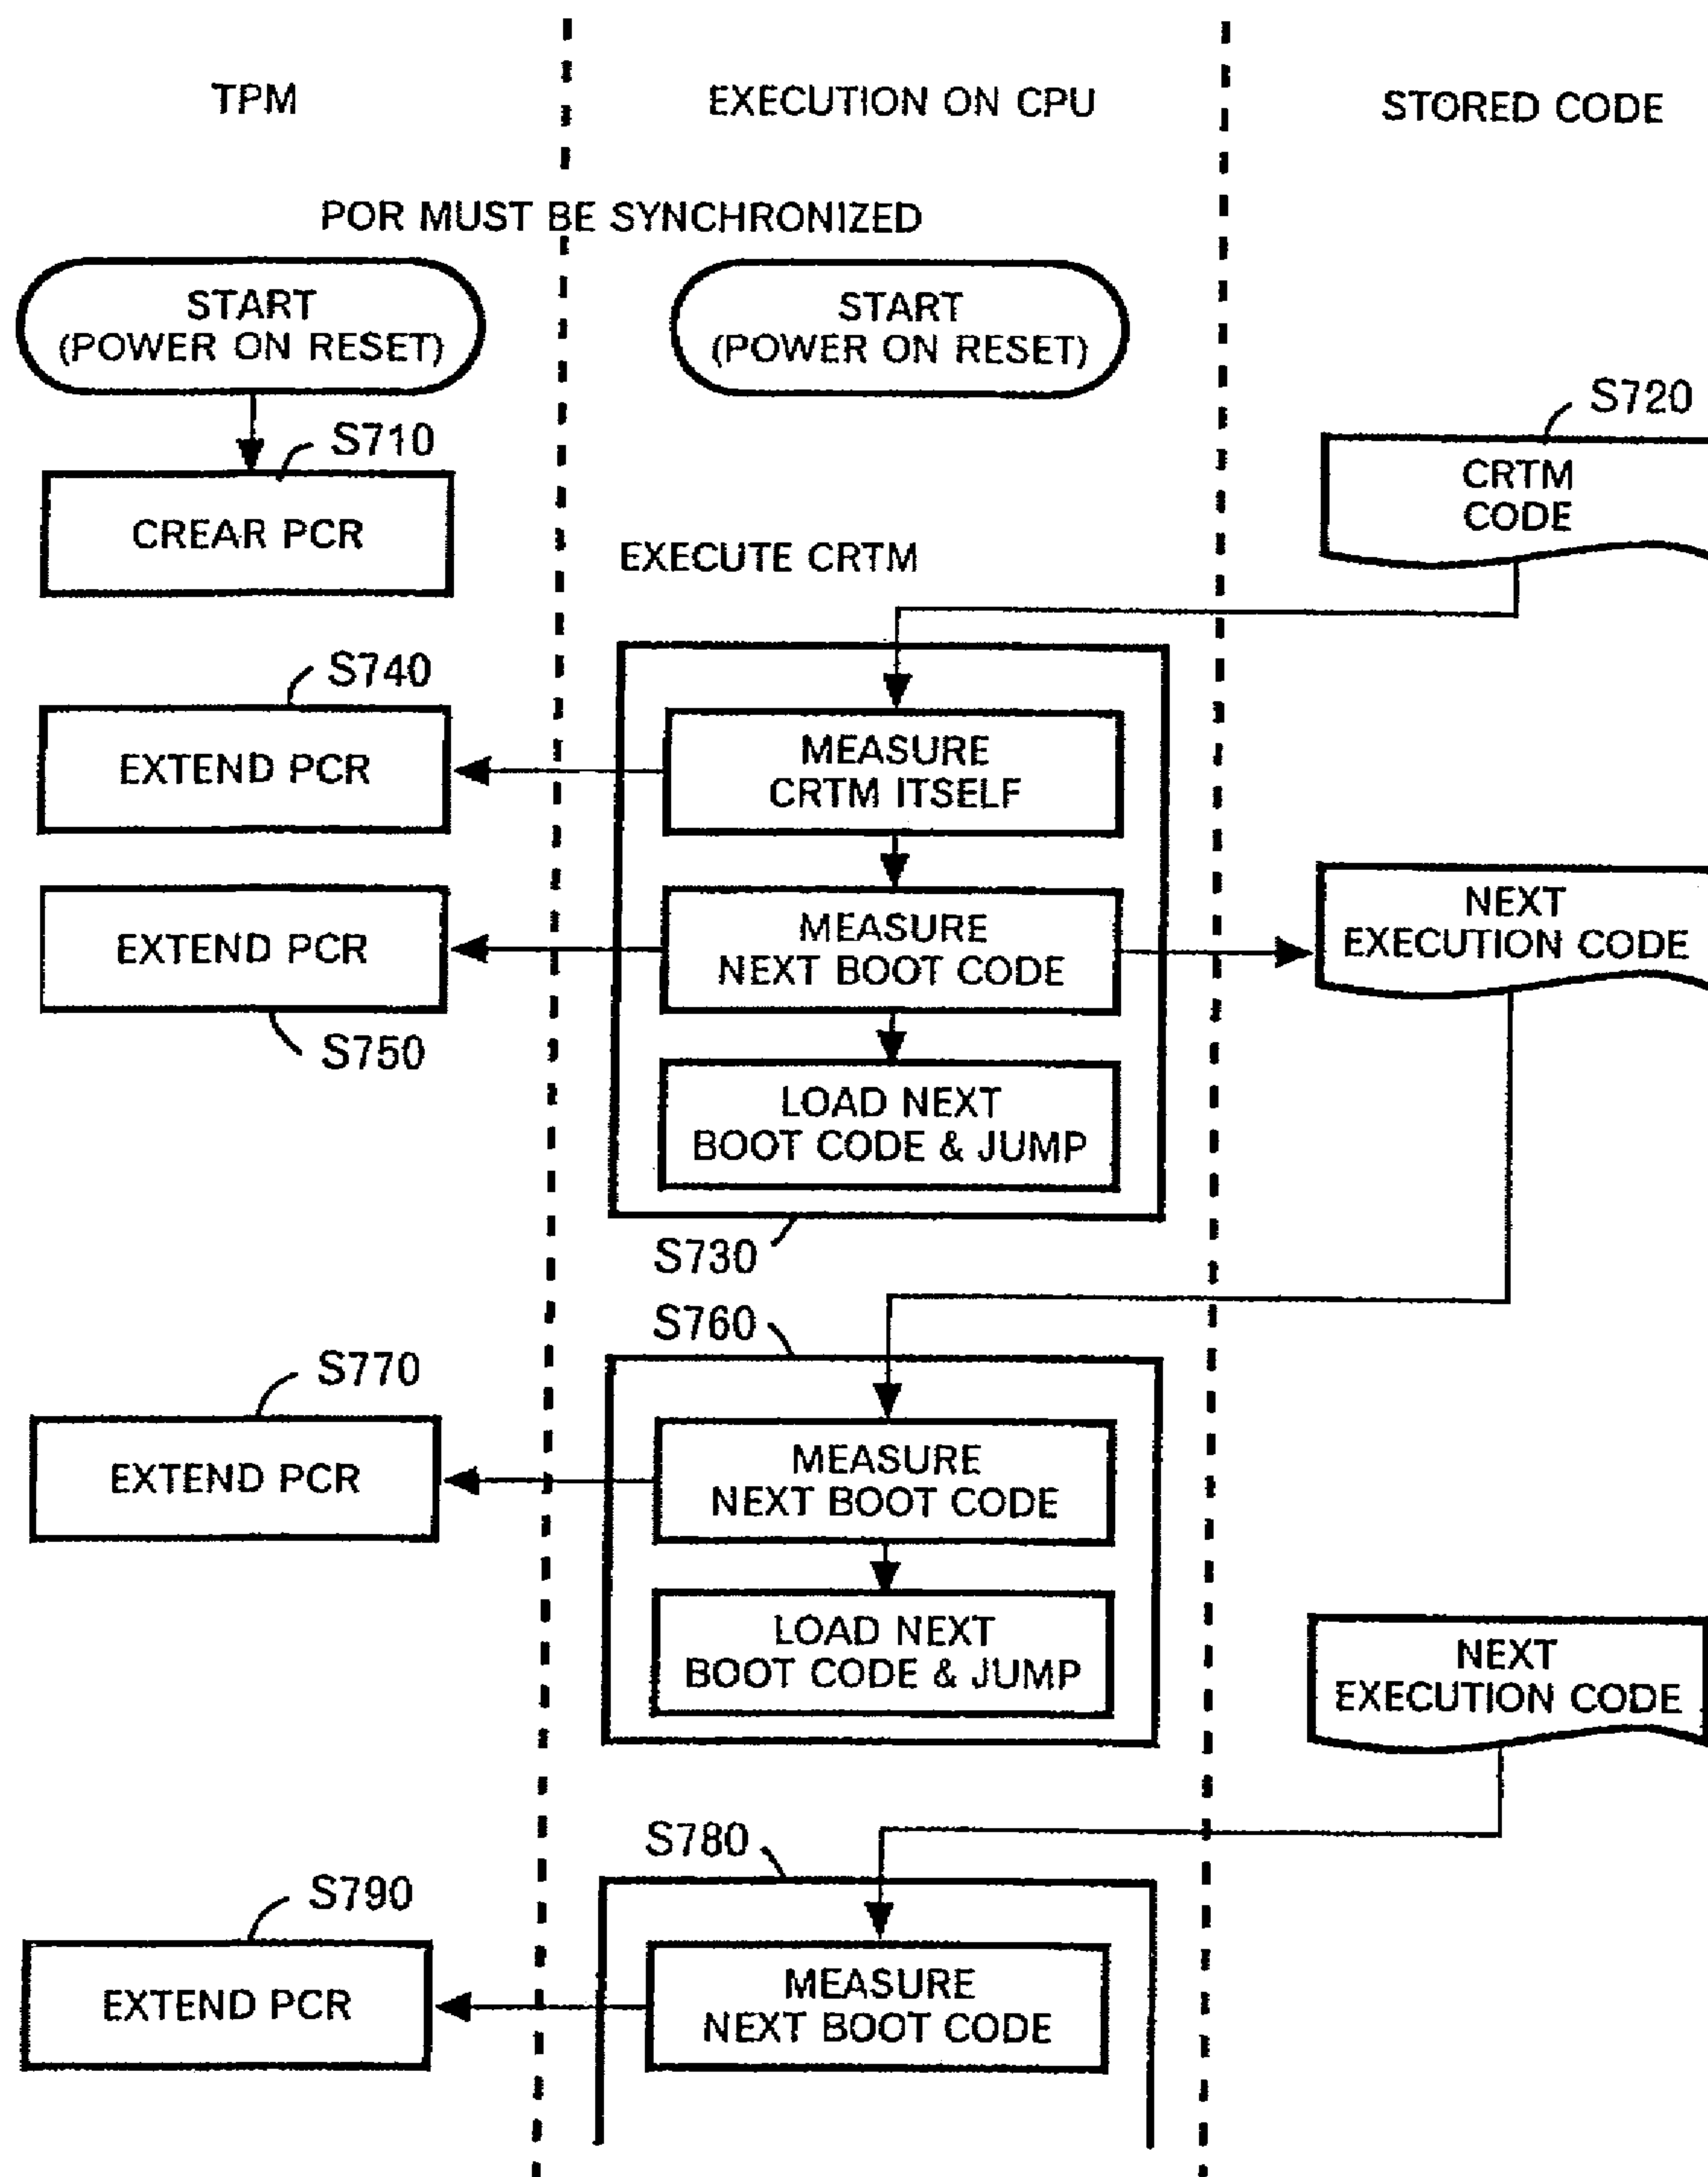 TPM
EXECUTION ON CPU
STORED CODE
POR MUST BE SYNCHRONIZED
START
(POWER ON RESET)
START
(POWER ON RESET)
S710
CREAR PCR
S720
CRTM
CODE
EXECUTE CRTM
S740
EXTEND PCR
MEASURE
CRTM ITSELF
EXTEND PCR
S750
MEASURE
NEXT BOOT CODE
NEXT
EXECUTION CODE
LOAD NEXT
BOOT CODE & JUMP
S730
S760
S770
EXTEND PCR
MEASURE
NEXT BOOT CODE
LOAD NEXT
BOOT CODE & JUMP
NEXT
EXECUTION CODE
S780
S790
EXTEND PCR
MEASURE
NEXT BOOT CODE